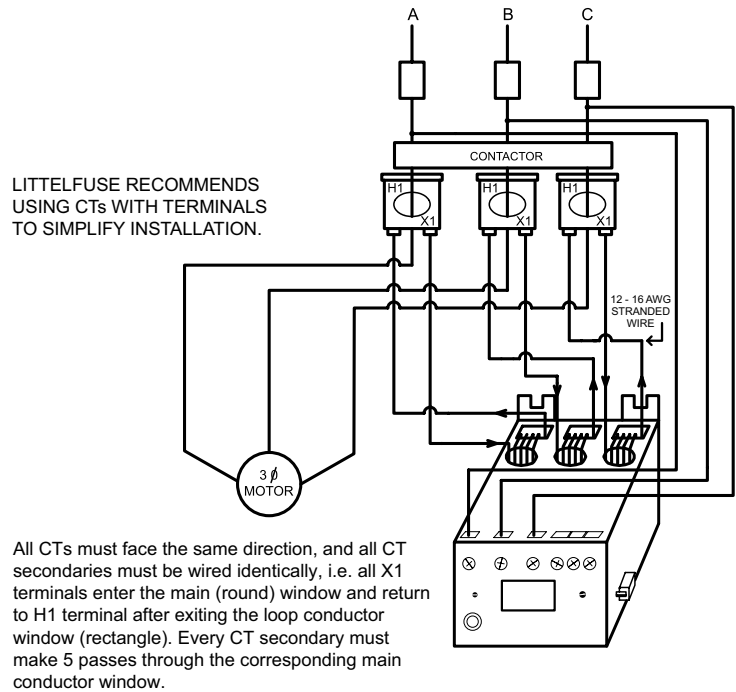 A B C
CONTACTOR
H1 H1 H1
X1 X1 X1
LITTELFUSE RECOMMENDS
USING CTs WITH TERMINALS
TO SIMPLIFY INSTALLATION.
12 - 16 AWG
STRANDED
WIRE
3 ϕ
MOTOR
All CTs must face the same direction, and all CT
secondaries must be wired identically, i.e. all X1
terminals enter the main (round) window and return
to H1 terminal after exiting the loop conductor
window (rectangle). Every CT secondary must
make 5 passes through the corresponding main
conductor window.